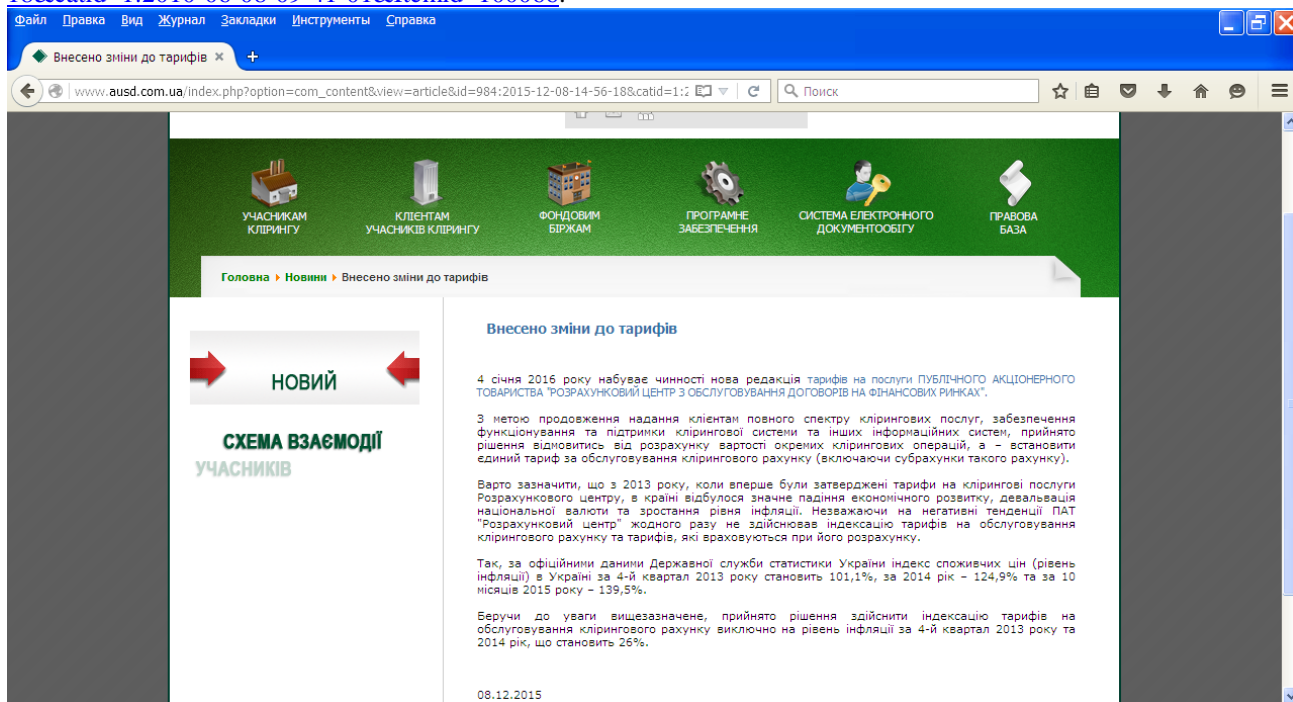 Файл Правка Вид Журнал Закладки Инструменты Справка
Внесено зміни до тарифів
www.ausd.com.ua/index.php?option=com_content&view=article&id=984:2015-12-08-14-56-18&catid=1:2
Поиск
УЧАСНИКАМ КЛІРИНГУ
КЛІЄНТАМ УЧАСНИКІВ КЛІРИНГУ
ФОНДОВИМ БІРЖАМ
ПРОГРАМНЕ ЗАБЕЗПЕЧЕННЯ
СИСТЕМА ЕЛЕКТРОННОГО ДОКУМЕНТООБІГУ
ПРАВОВА БАЗА
Головна Новини Внесено зміни до тарифів
НОВИЙ
СХЕМА ВЗАЄМОДІЇ
УЧАСНИКІВ
Внесено зміни до тарифів
4 січня 2016 року набуває чинності нова редакція тарифів на послуги ПУБЛІЧНОГО АКЦІОНЕРНОГО
ТОВАРИСТВА "РОЗРАХУНКОВИЙ ЦЕНТР З ОБСЛУГОВУВАННЯ ДОГОВОРІВ НА ФІНАНСОВИХ РИНКАХ".
З метою продовження надання клієнтам повного спектру клірингових послуг, забезпечення
функціонування та підтримки клірингової системи та інших інформаційних систем, прийнято
рішення відмовитись від розрахунку вартості окремих клірингових операцій, а – встановити
єдиний тариф за обслуговування клірингового рахунку (включаючи субрахунки такого рахунку).
Варто зазначити, що з 2013 року, коли вперше були затверджені тарифи на клірингові послуги
Розрахункового центру, в країні відбулося значне падіння економічного розвитку, девальвація
національної валюти та зростання рівня інфляції. Незважаючи на негативні тенденції ПАТ
"Розрахунковий центр" жодного разу не здійснював індексацію тарифів на обслуговування
клірингового рахунку та тарифів, які враховуються при його розрахунку.
Так, за офіційними даними Державної служби статистики України індекс споживчих цін (рівень
інфляції) в Україні за 4-й квартал 2013 року становить 101,1%, за 2014 рік – 124,9% та за 10
місяців 2015 року – 139,5%.
Беручи до уваги вищезазначене, прийнято рішення здійснити індексацію тарифів на
обслуговування клірингового рахунку виключно на рівень інфляції за 4-й квартал 2013 року та
2014 рік, що становить 26%.
08.12.2015